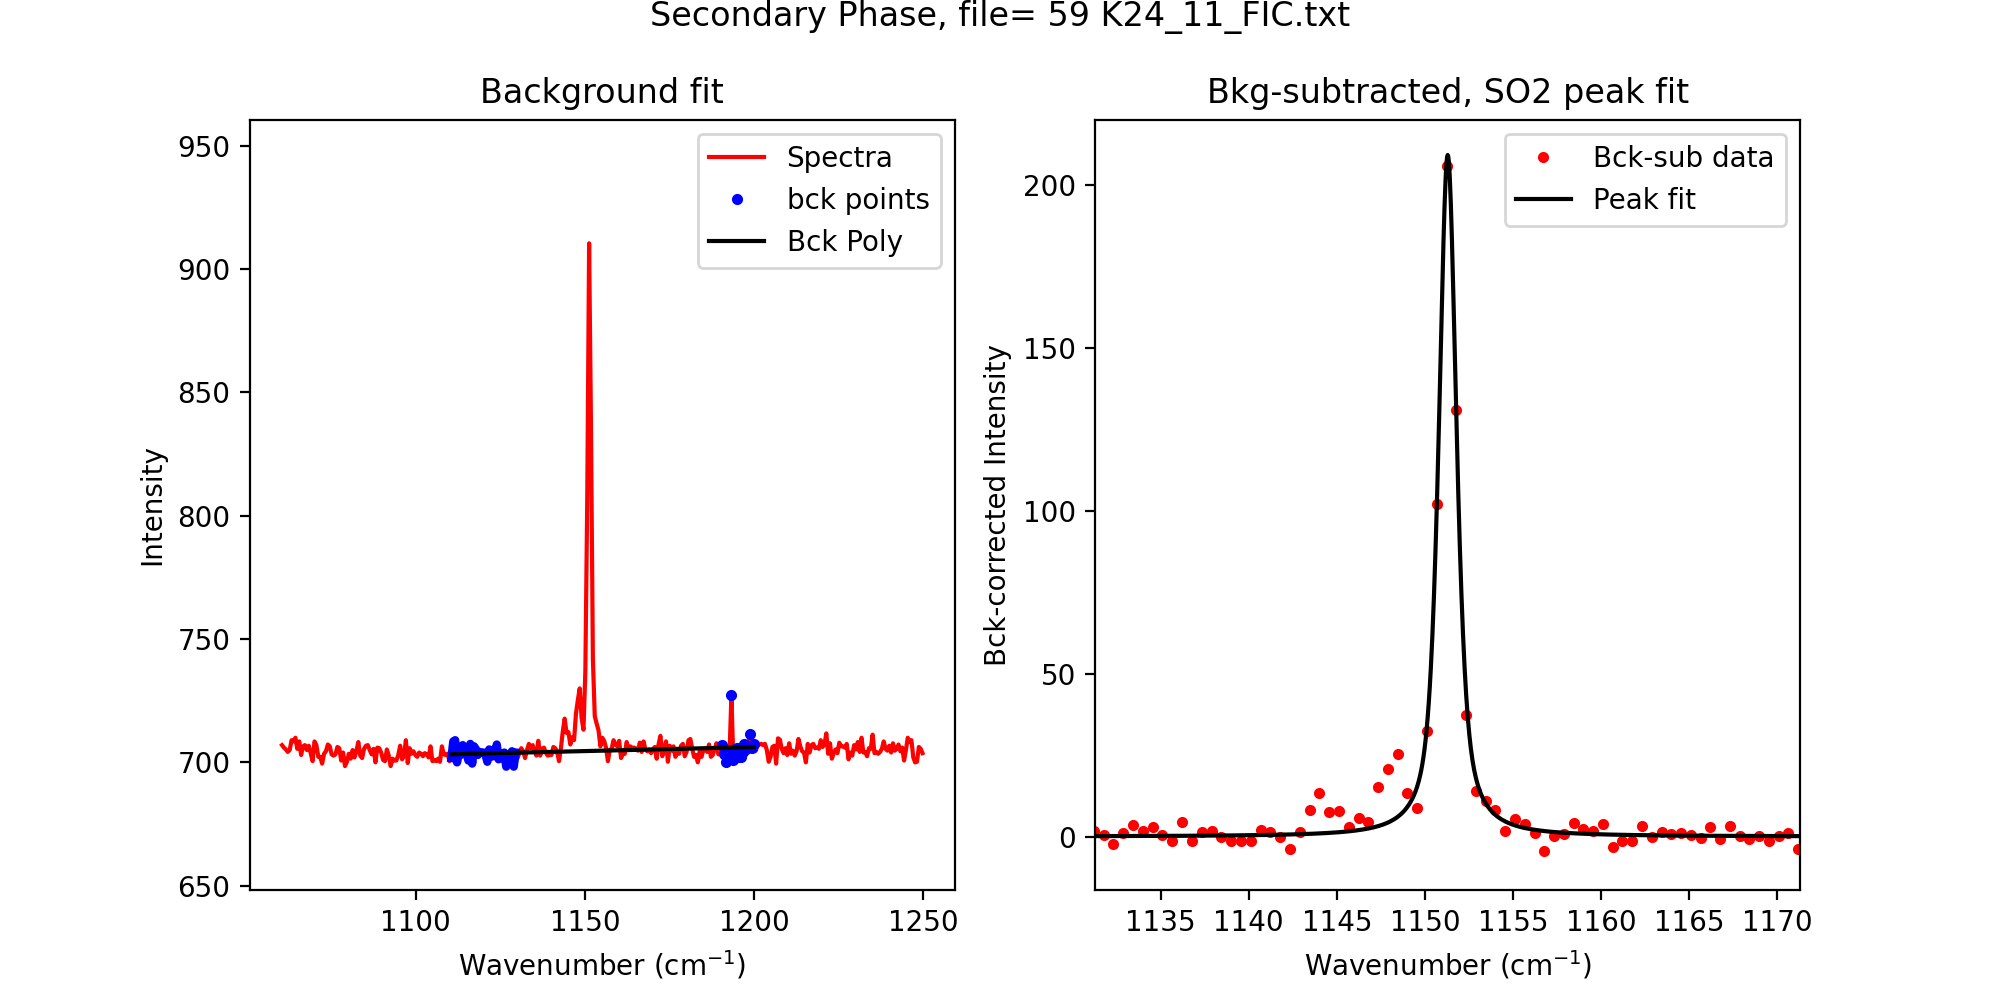 Secondary Phase, file= 59 K24_11_FIC.txt
Background fit
950
900
850
800
750
700
650
Intensity
Spectra
bck points
Bck Poly
1100
1150
1200
1250
Wavenumber (cm⁻¹)
Bkg-subtracted, SO2 peak fit
200
150
100
50
0
Bck-corrected Intensity
Bck-sub data
Peak fit
1135
1140
1145
1150
1155
1160
1165
1170
Wavenumber (cm⁻¹)